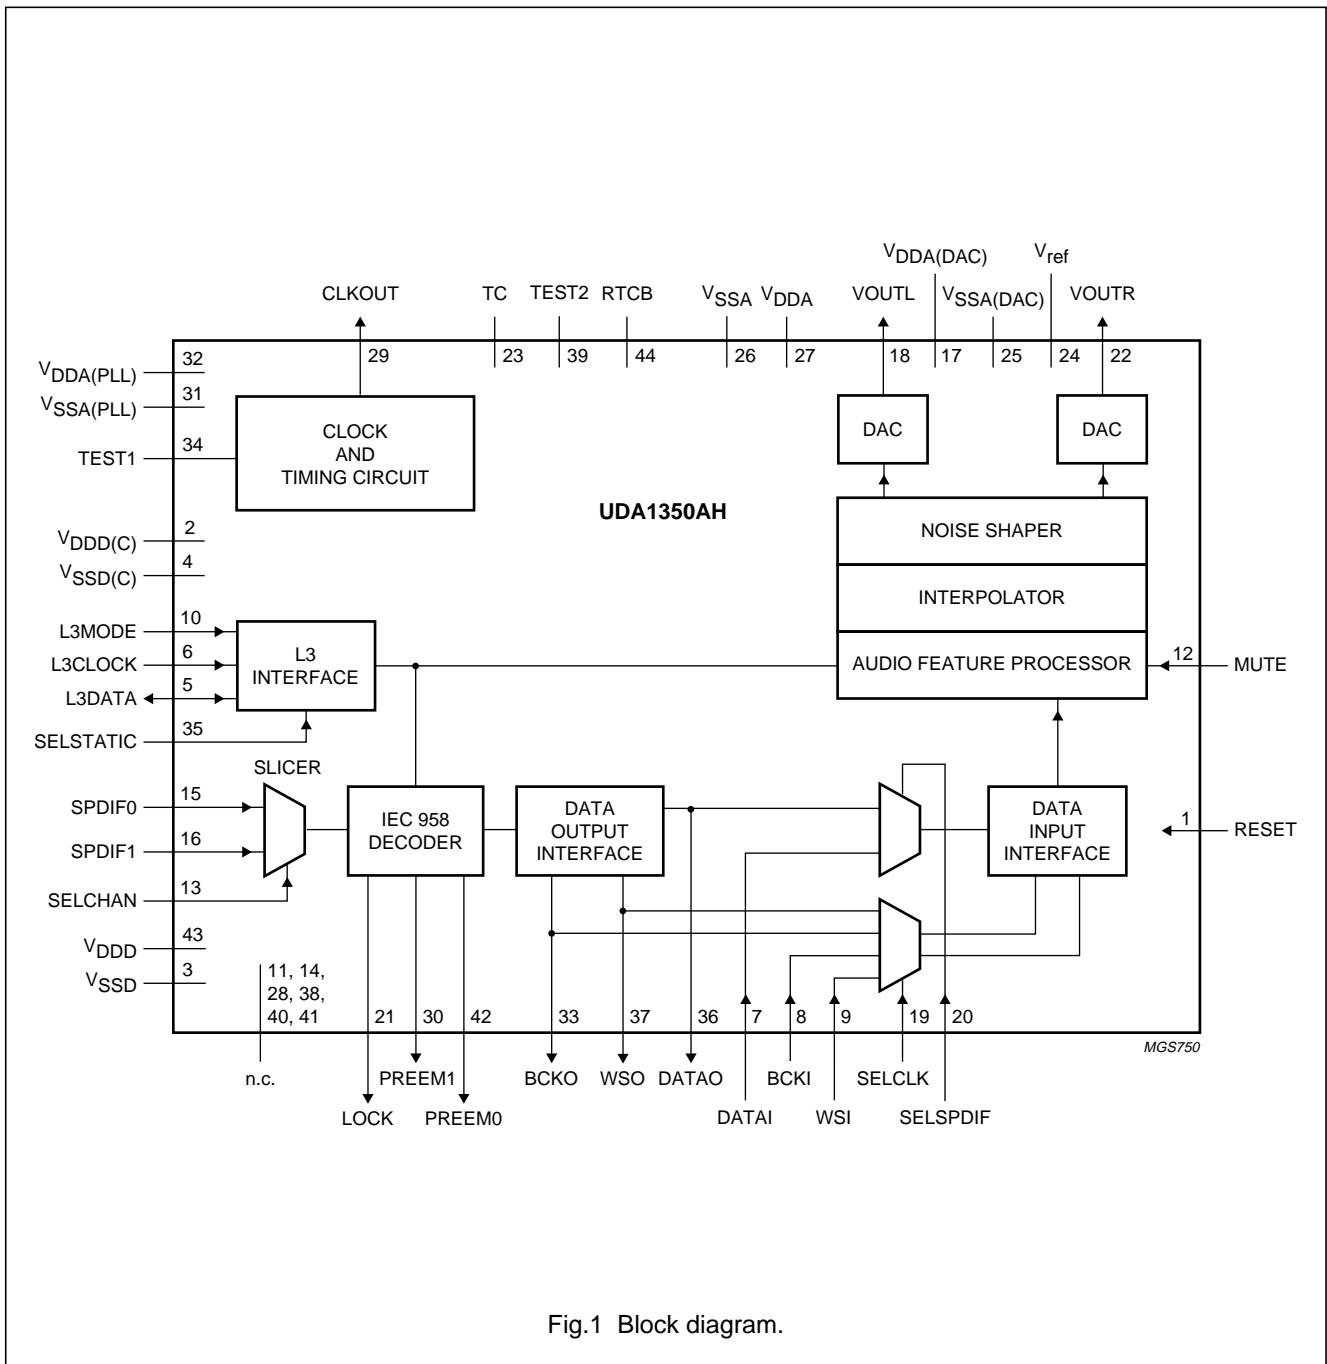 VDDA(DAC)
Vref
CLKOUT
TC
TEST2
RTCB
VSSA
VDDA
VOUTL
VSSA(DAC)
VOUTR
29
23
39
44
26
27
18
17
25
24
22
VDDA(PLL)
32
VSSA(PLL)
31
TEST1
34
CLOCK
AND
TIMING CIRCUIT
DAC
DAC
UDA1350AH
NOISE SHAPER
INTERPOLATOR
AUDIO FEATURE PROCESSOR
12
MUTE
VDDD(C)
2
VSSD(C)
4
L3MODE
10
L3CLOCK
6
L3DATA
5
L3
INTERFACE
SELSTATIC
35
SLICER
SPDIF0
15
SPDIF1
16
SELCHAN
13
IEC 958
DECODER
DATA
OUTPUT
INTERFACE
DATA
INPUT
INTERFACE
1
RESET
VDDD
43
VSSD
3
11, 14,
28, 38,
40, 41
21
30
42
33
37
36
7
8
9
19
20
MGS750
n.c.
PREEM1
BCKO
WSO
DATAO
BCKI
SELCLK
LOCK
PREEM0
DATAI
WSI
SELSPDIF
Fig.1 Block diagram.